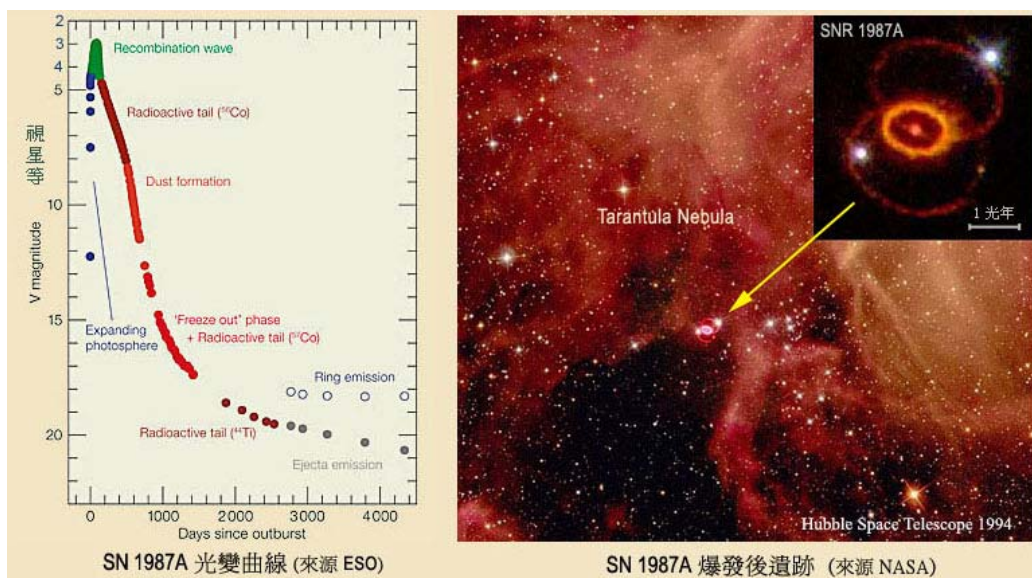 2
3
4
5
10
15
20
視星等
V magnitude
Recombination wave
Radioactive tail (⁵⁶Co)
Dust formation
Expanding
photosphere
'Freeze out" phase
+ Radioactive tail (⁵⁷Co)
Ring emission
Radioactive tail (⁴⁴Ti)
Ejecta emission
0 1000 2000 3000 4000
Days since outburst
SN 1987A 光變曲線 (來源 ESO)
SNR 1987A
1 光年
Tarantula Nebula
Hubble Space Telescope 1994
SN 1987A 爆發後遺跡 (來源 NASA)